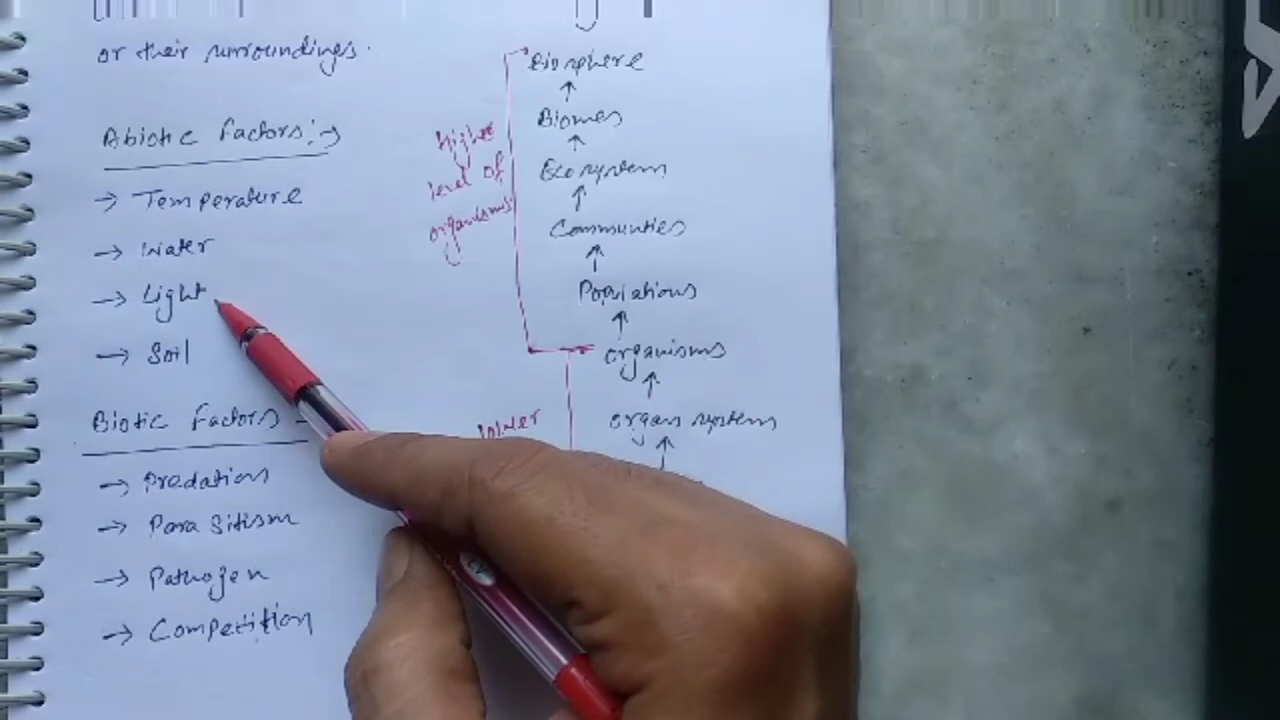 or their surroundings.
Abiotic factors :→
→ Temperature
→ Water
→ Light
→ Soil
Biotic factors -
→ Predation
→ Parasitism
→ Pathogen
→ Competition
Biosphere
↑
Biomes
↑
Ecosystem
↑
Communties
↑
Populations
↑
organisms
↑
organ system
↑
Higher
level of
organisms
lower